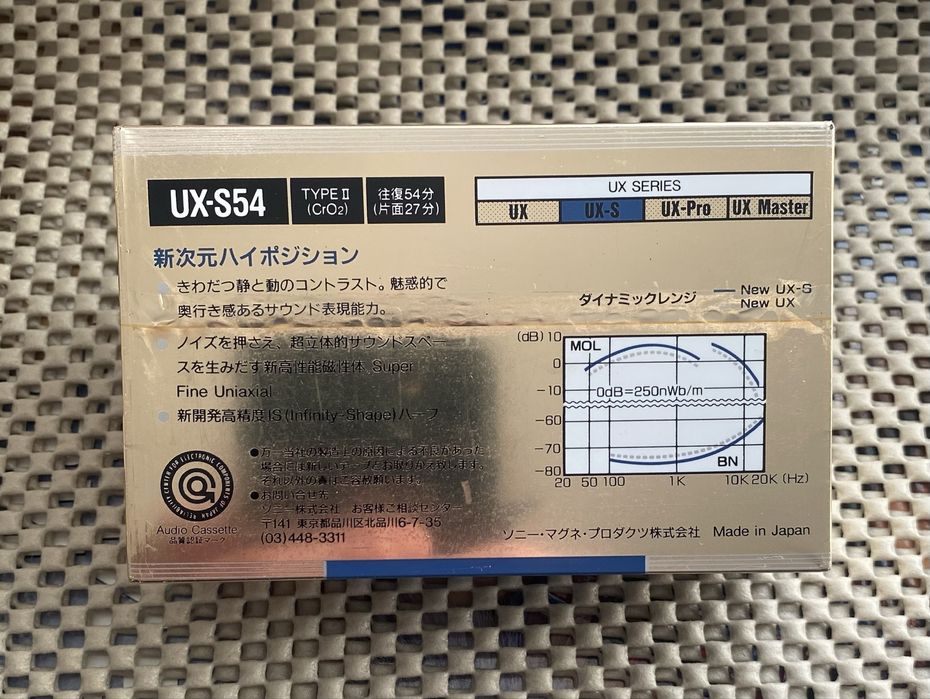 UX-S54
TYPE II
(CrO2)
往復54分
(片面27分)
UX SERIES
UX
UX-S
UX-Pro
UX Master
新次元ハイポジション
きわだつ静と動のコントラスト。魅惑的で
奥行き感あるサウンド表現能力。
ノイズを押さえ、超立体的サウンドスペー
スを生みだす新高性能磁性体 Super
Fine Uniaxial
新開発高精度IS(Infinity-Shape)ハーフ
ダイナミックレンジ
New UX-S
New UX
(dB) 10
0
-10
-60
-70
-80
MOL
0dB=250nWb/m
BN
20 50 100 1K 10K 20K (Hz)
●万一当社の製造上の原因による不良があった
場合には新しいテープとお取りかえ致します。
それ以外の責はご容赦願います。
●お問い合せ先
ソニー株式会社 お客様ご相談センター
〒141 東京都品川区北品川6-7-35
(03)448-3311
CENTER FOR ELECTRONIC COMPONENTS OF JAPAN RELIABILITY
Audio Cassette
品質認証マーク
ソニー・マグネ・プロダクツ株式会社 Made in Japan